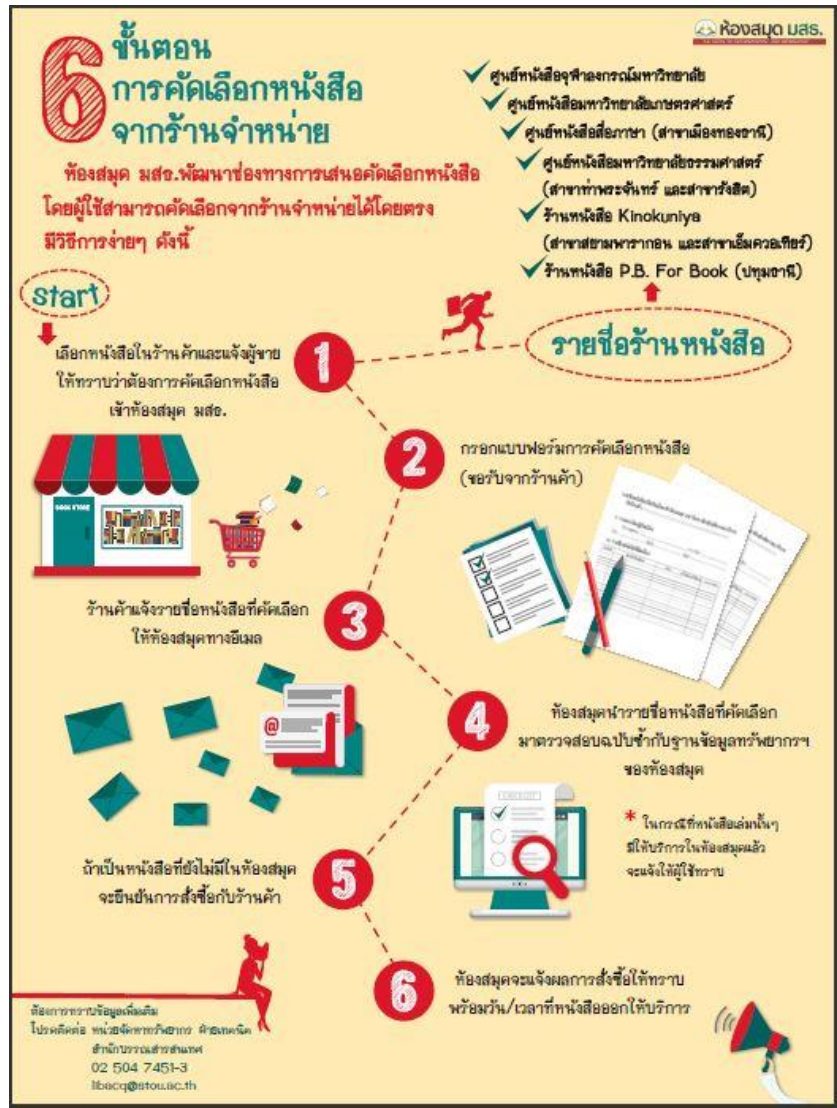 ห้องสมุด มสธ.
6
ขั้นตอน
การคัดเลือกหนังสือ
จากร้านจำหน่าย
ห้องสมุด มสธ.พัฒนาช่องทางการเสนอคัดเลือกหนังสือ
โดยผู้ใช้สามารถคัดเลือกจากร้านจำหน่ายได้โดยตรง
มีวิธีการง่ายๆ ดังนี้
ศูนย์หนังสือจุฬาลงกรณ์มหาวิทยาลัย
ศูนย์หนังสือมหาวิทยาลัยเกษตรศาสตร์
ศูนย์หนังสือสื่อภาษา (สาขาเมืองทองธานี)
ศูนย์หนังสือมหาวิทยาลัยธรรมศาสตร์
(สาขาท่าพระจันทร์ และสาขารังสิต)
ร้านหนังสือ Kinokuniya
(สาขาสยามพารากอน และสาขาเอ็มควอเทียร์)
ร้านหนังสือ P.B. For Book (ปทุมธานี)
รายชื่อร้านหนังสือ
start
1
เลือกหนังสือในร้านค้าและแจ้งผู้ขาย
ให้ทราบว่าต้องการคัดเลือกหนังสือ
เข้าห้องสมุด มสธ.
BOOK STORE
2
กรอกแบบฟอร์มการคัดเลือกหนังสือ
(ขอรับจากร้านค้า)
3
ร้านค้าแจ้งรายชื่อหนังสือที่คัดเลือก
ให้ห้องสมุดทางอีเมล
@
4
ห้องสมุดนำรายชื่อหนังสือที่คัดเลือก
มาตรวจสอบฉบับซ้ำกับฐานข้อมูลทรัพยากรฯ
ของห้องสมุด
CHECKLIST
* ในกรณีที่หนังสือเล่มนั้นๆ
มีให้บริการในห้องสมุดแล้ว
จะแจ้งให้ผู้ใช้ทราบ
5
ถ้าเป็นหนังสือที่ยังไม่มีในห้องสมุด
จะยืนยันการสั่งซื้อกับร้านค้า
6
ห้องสมุดจะแจ้งผลการสั่งซื้อให้ทราบ
พร้อมวัน/เวลาที่หนังสือออกให้บริการ
ต้องการทราบข้อมูลเพิ่มเติม
โปรดติดต่อ หน่วยจัดหาทรัพยากร ฝ่ายเทคนิค
สำนักบรรณสารสนเทศ
02 504 7451-3
libacq@stou.ac.th